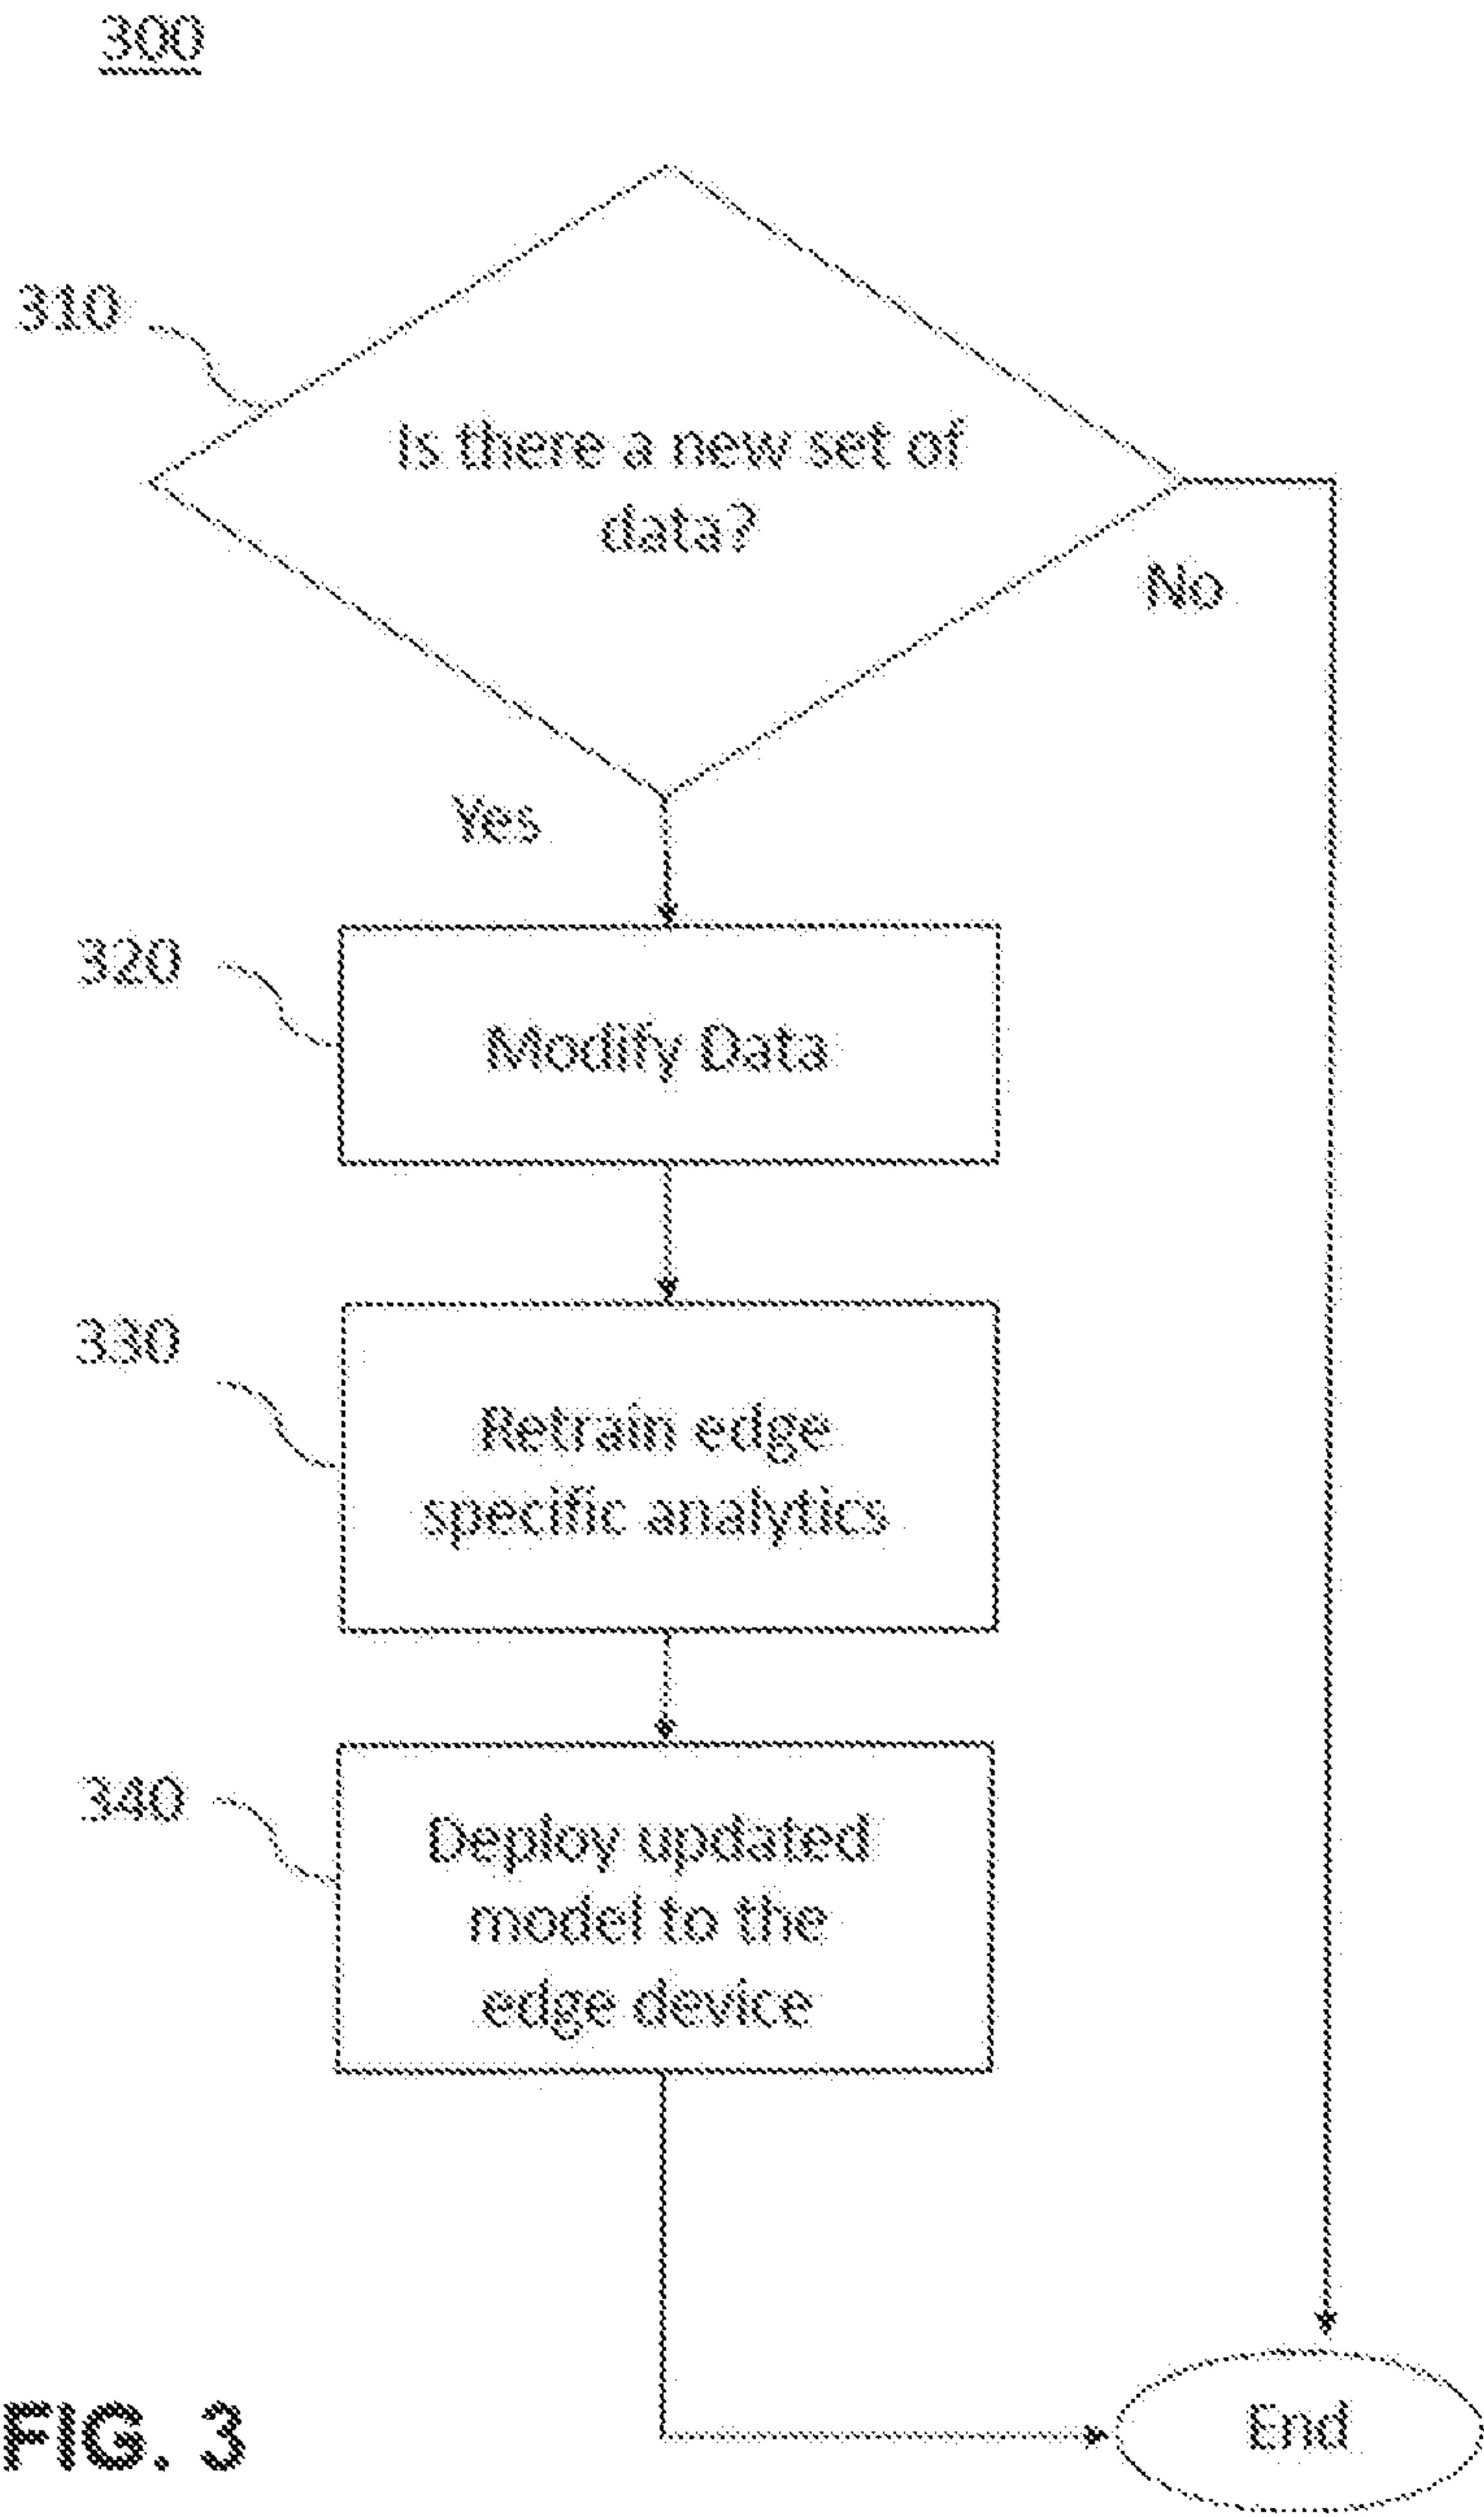 300
310
Is there a new set of
data?
No
Yes
320
Modify Data
330
Retrain edge
specific analytics
340
Deploy updated
model to the
edge device
End
FIG. 3